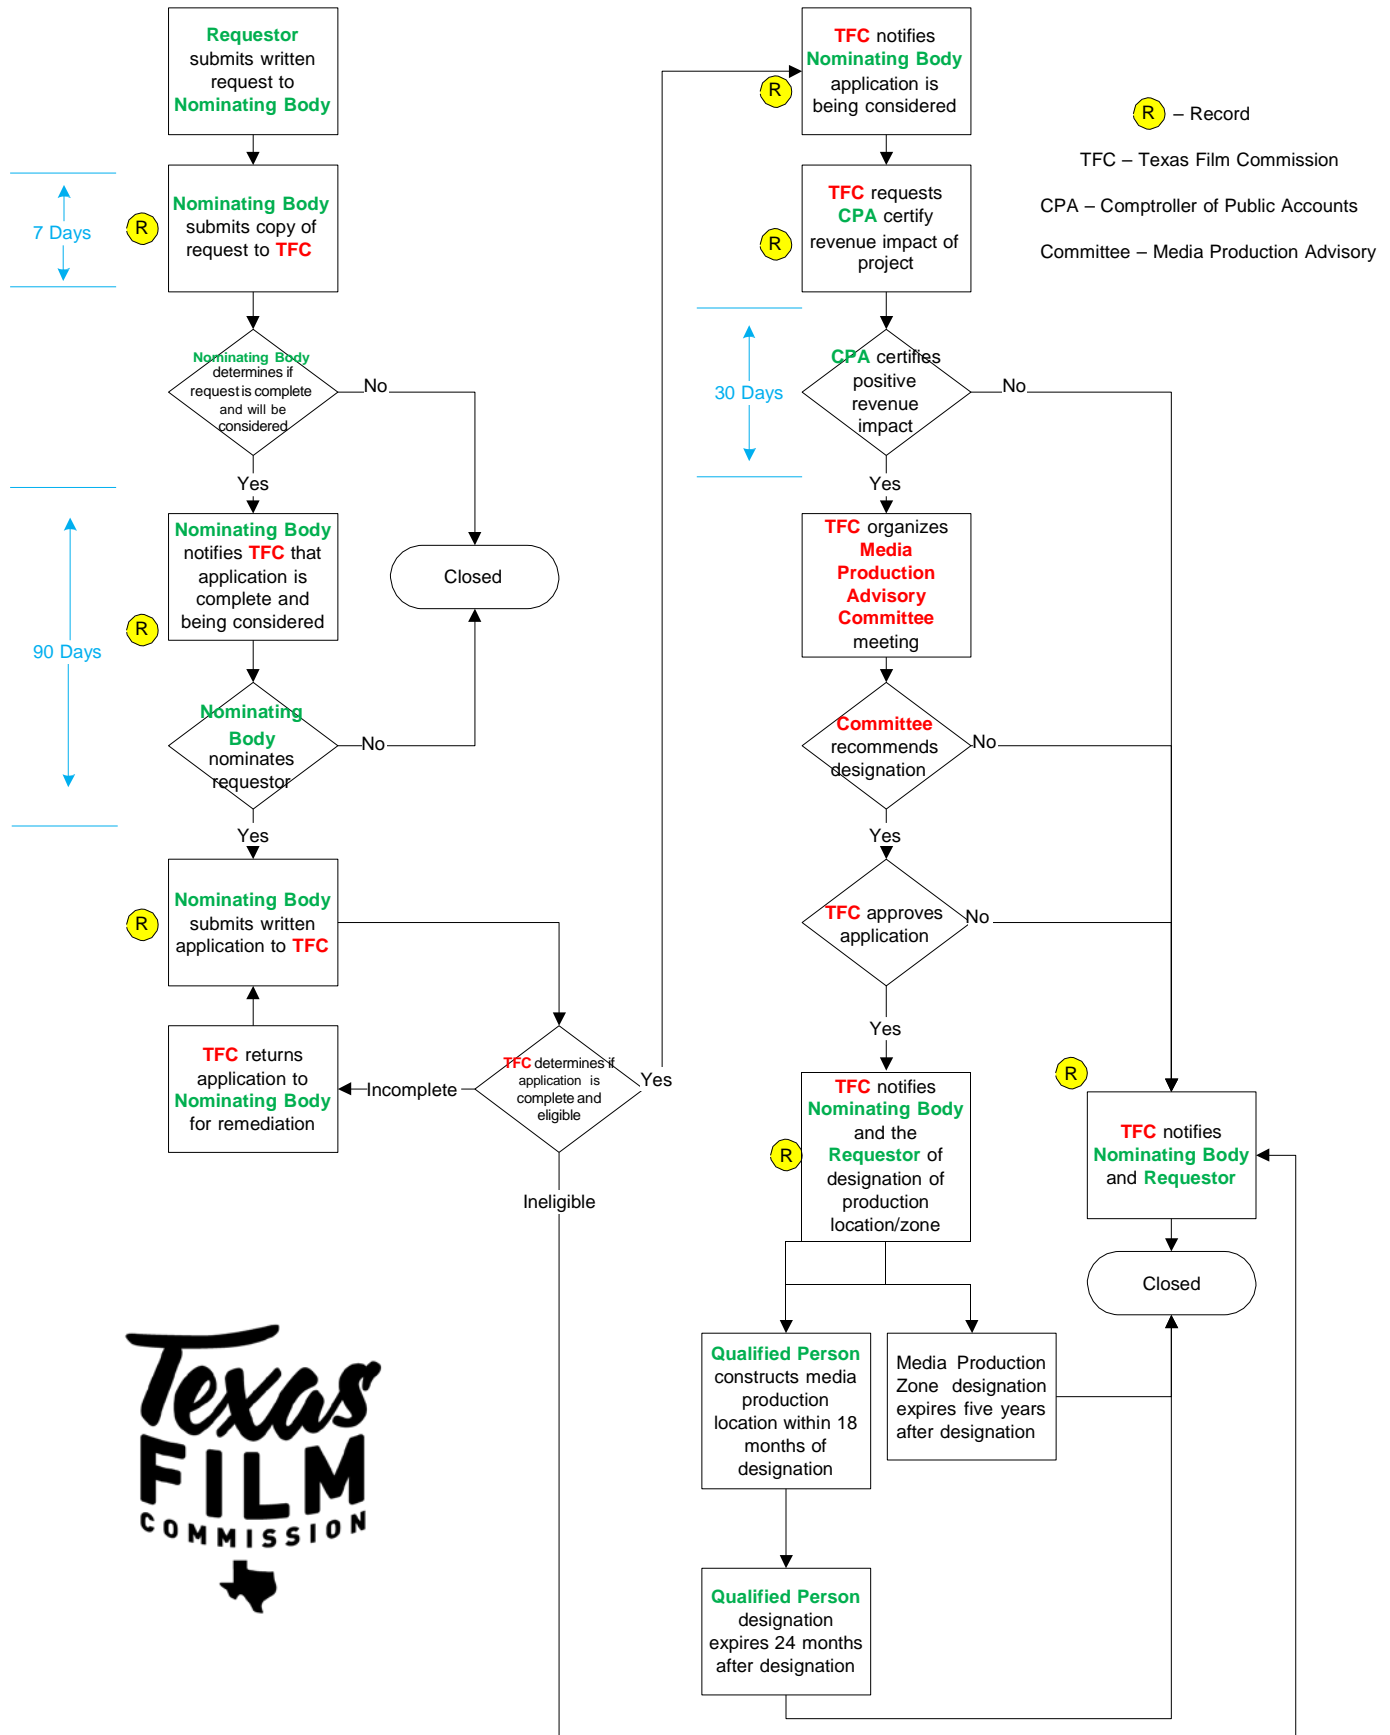 Requestor
submits written
request to
Nominating Body
7 Days
R
Nominating Body
submits copy of
request to TFC
Nominating Body
determines if
request is complete
and will be
considered
No
Yes
90 Days
R
Nominating Body
notifies TFC that
application is
complete and
being considered
Closed
Nominating
Body
nominates
requestor
No
Yes
R
Nominating Body
submits written
application to TFC
TFC returns
application to
Nominating Body
for remediation
Incomplete
TFC determines if
application is
complete and
eligible
Yes
Ineligible
TFC notifies
Nominating Body
application is
being considered
R
R
TFC requests
CPA certify
revenue impact of
project
30 Days
CPA certifies
positive
revenue
impact
No
Yes
TFC organizes
Media
Production
Advisory
Committee
meeting
Committee
recommends
designation
No
Yes
TFC approves
application
No
Yes
R
TFC notifies
Nominating Body
and the
Requestor of
designation of
production
location/zone
Qualified Person
constructs media
production
location within 18
months of
designation
Media Production
Zone designation
expires five years
after designation
Qualified Person
designation
expires 24 months
after designation
R
TFC notifies
Nominating Body
and Requestor
Closed
R – Record
TFC – Texas Film Commission
CPA – Comptroller of Public Accounts
Committee – Media Production Advisory
Texas
FILM
COMMISSION